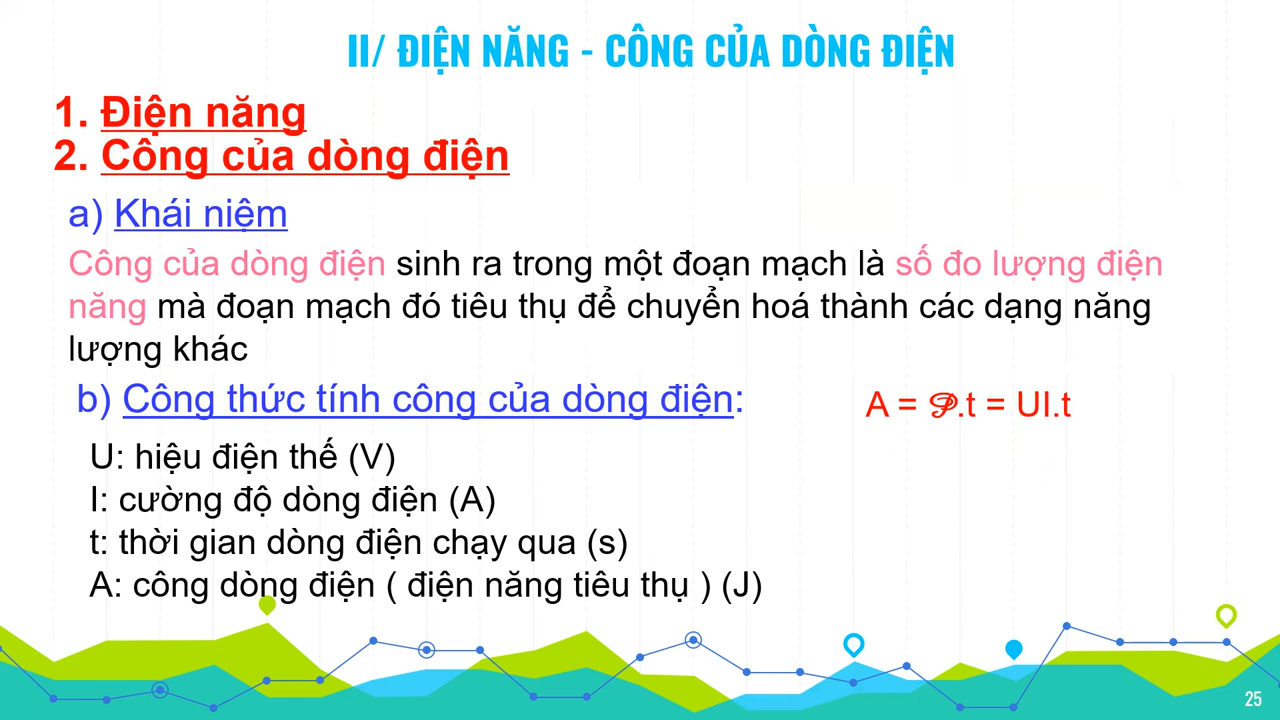 II/ ĐIỆN NĂNG - CÔNG CỦA DÒNG ĐIỆN
1. Điện năng
2. Công của dòng điện
a) Khái niệm
Công của dòng điện sinh ra trong một đoạn mạch là số đo lượng điện
năng mà đoạn mạch đó tiêu thụ để chuyển hoá thành các dạng năng
lượng khác
b) Công thức tính công của dòng điện:
A = 𝒫.t = UI.t
U: hiệu điện thế (V)
I: cường độ dòng điện (A)
t: thời gian dòng điện chạy qua (s)
A: công dòng điện ( điện năng tiêu thụ ) (J)
25